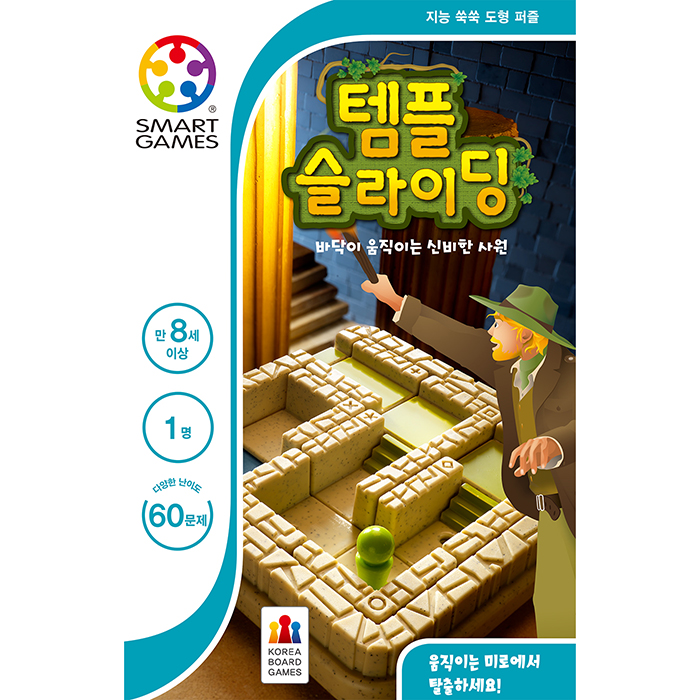 지능 쑥쑥 도형 퍼즐
SMART
GAMES
®
템플
슬라이딩
바닥이 움직이는 신비한 사원
만 8세
이상
1명
다양한 난이도
60문제
KOREA
BOARD
GAMES
움직이는 미로에서
탈출하세요!